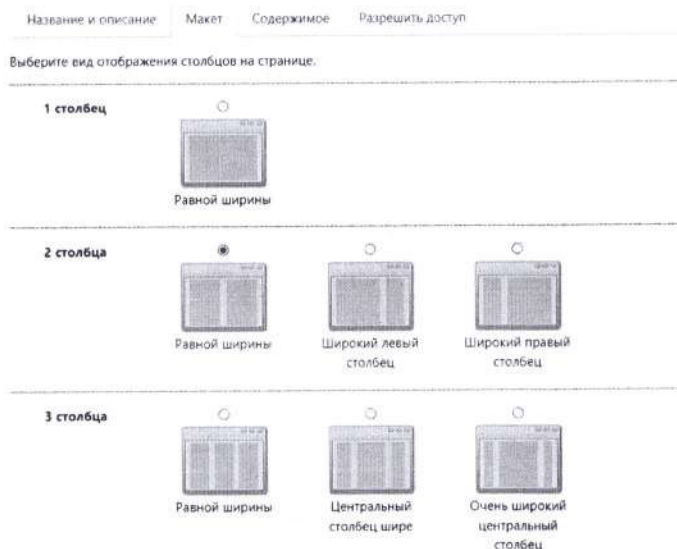 Название и описание Макет Содержимое Разрешить доступ
Выберите вид отображения столбцов на странице.
1 столбец
Равной ширины
2 столбца
Равной ширины Широкий левый Широкий правый
столбец столбец
3 столбца
Равной ширины Центральный Очень широкий
столбец шире центральный
столбец